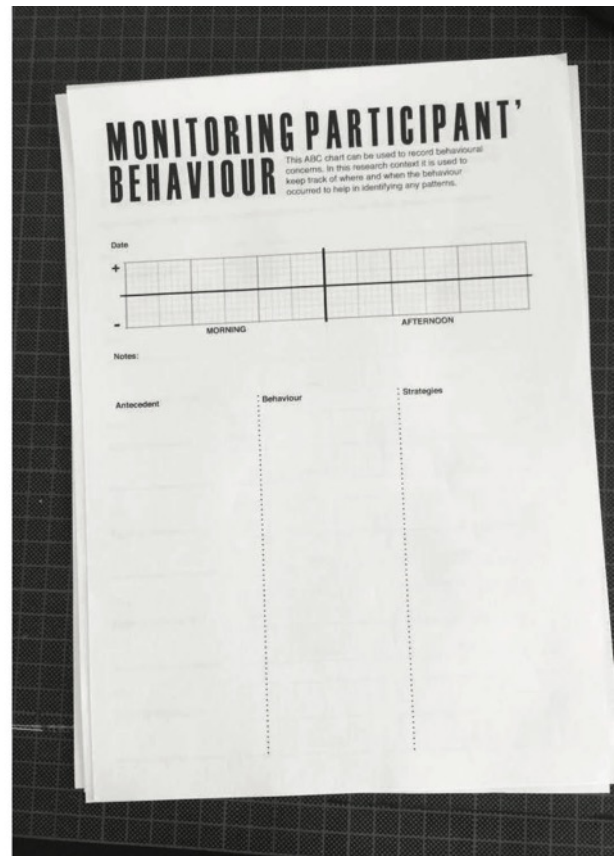 MONITORING PARTICIPANT'
BEHAVIOUR
This ABC chart can be used to record behavioural
concerns. In this research context it is used to
keep track of where and when the behaviour
occurred to help in identifying any patterns.
Date
+
-
MORNING AFTERNOON
Notes:
Antecedent Behaviour Strategies